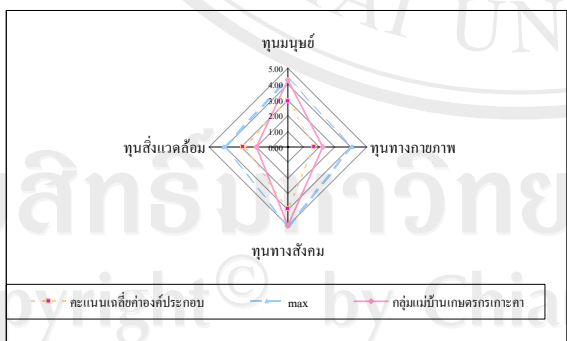 ทุนมนุษย์
5.00
4.00
3.00
2.00
1.00
0.00
ทุนสิ่งแวดล้อม
ทุนทางกายภาพ
ทุนทางสังคม
คะแนนเฉลี่ยค่าองค์ประกอบ max กลุ่มแม่บ้านเกษตรกรเกาะคา